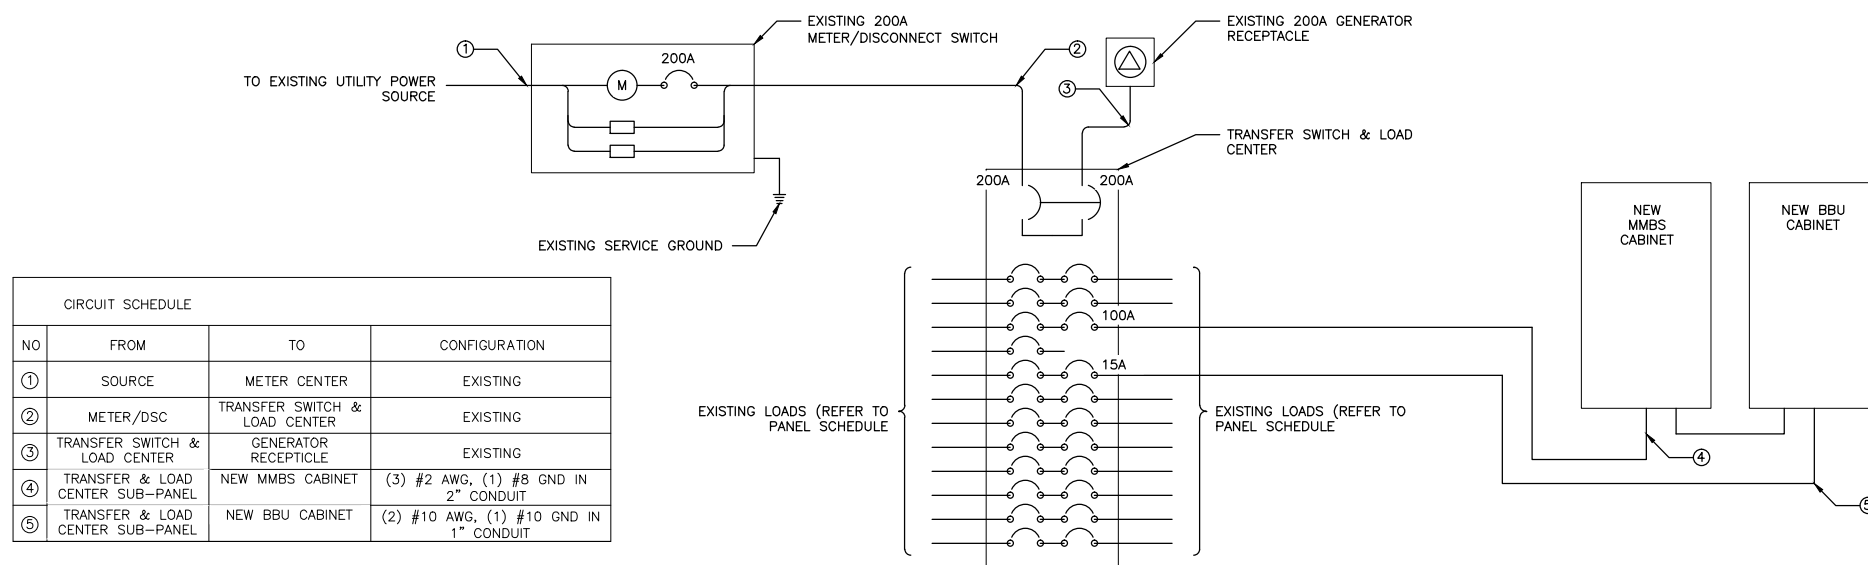 EXISTING 200A
METER/DISCONNECT SWITCH
EXISTING 200A GENERATOR
RECEPTACLE
1
200A
2
M
TO EXISTING UTILITY POWER
SOURCE
3
TRANSFER SWITCH & LOAD
CENTER
200A
200A
EXISTING SERVICE GROUND
NEW
MMBS
CABINET
NEW BBU
CABINET
100A
15A
EXISTING LOADS (REFER TO
PANEL SCHEDULE
EXISTING LOADS (REFER TO
PANEL SCHEDULE
4
5
CIRCUIT SCHEDULE
NO FROM TO CONFIGURATION
1 SOURCE METER CENTER EXISTING
2 METER/DSC TRANSFER SWITCH &
LOAD CENTER EXISTING
3 TRANSFER SWITCH &
LOAD CENTER GENERATOR
RECEPTICLE EXISTING
4 TRANSFER & LOAD
CENTER SUB-PANEL NEW MMBS CABINET (3) #2 AWG, (1) #8 GND IN
2" CONDUIT
5 TRANSFER & LOAD
CENTER SUB-PANEL NEW BBU CABINET (2) #10 AWG, (1) #10 GND IN
1" CONDUIT